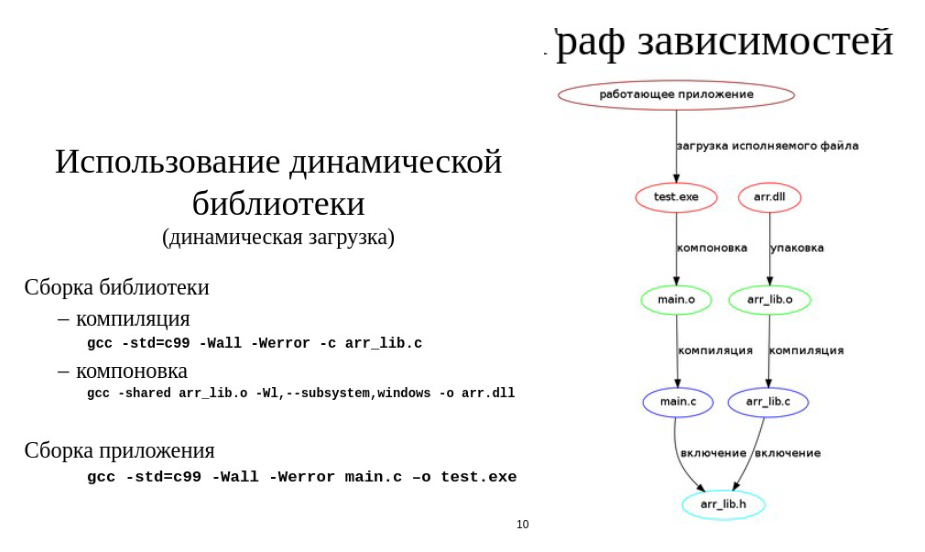 Использование динамической
библиотеки
(динамическая загрузка)
Сборка библиотеки
– компиляция
gcc -std=c99 -Wall -Werror -c arr_lib.c
– компоновка
gcc -shared arr_lib.o -Wl,--subsystem,windows -o arr.dll
Сборка приложения
gcc -std=c99 -Wall -Werror main.c –o test.exe
10
раф зависимостей
работающее приложение
загрузка исполняемого файла
test.exe
arr.dll
компоновка
упаковка
main.o
arr_lib.o
компиляция
компиляция
main.c
arr_lib.c
включение
включение
arr_lib.h